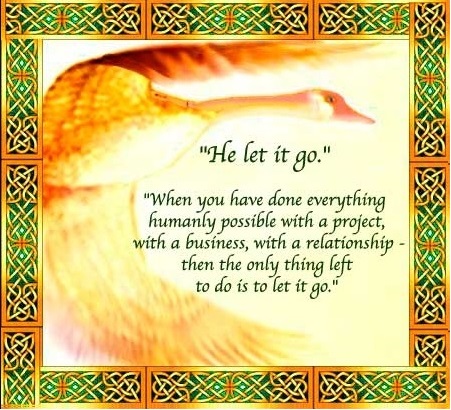 "He let it go."
"When you have done everything
humanly possible with a project,
with a business, with a relationship -
then the only thing left
to do is to let it go."